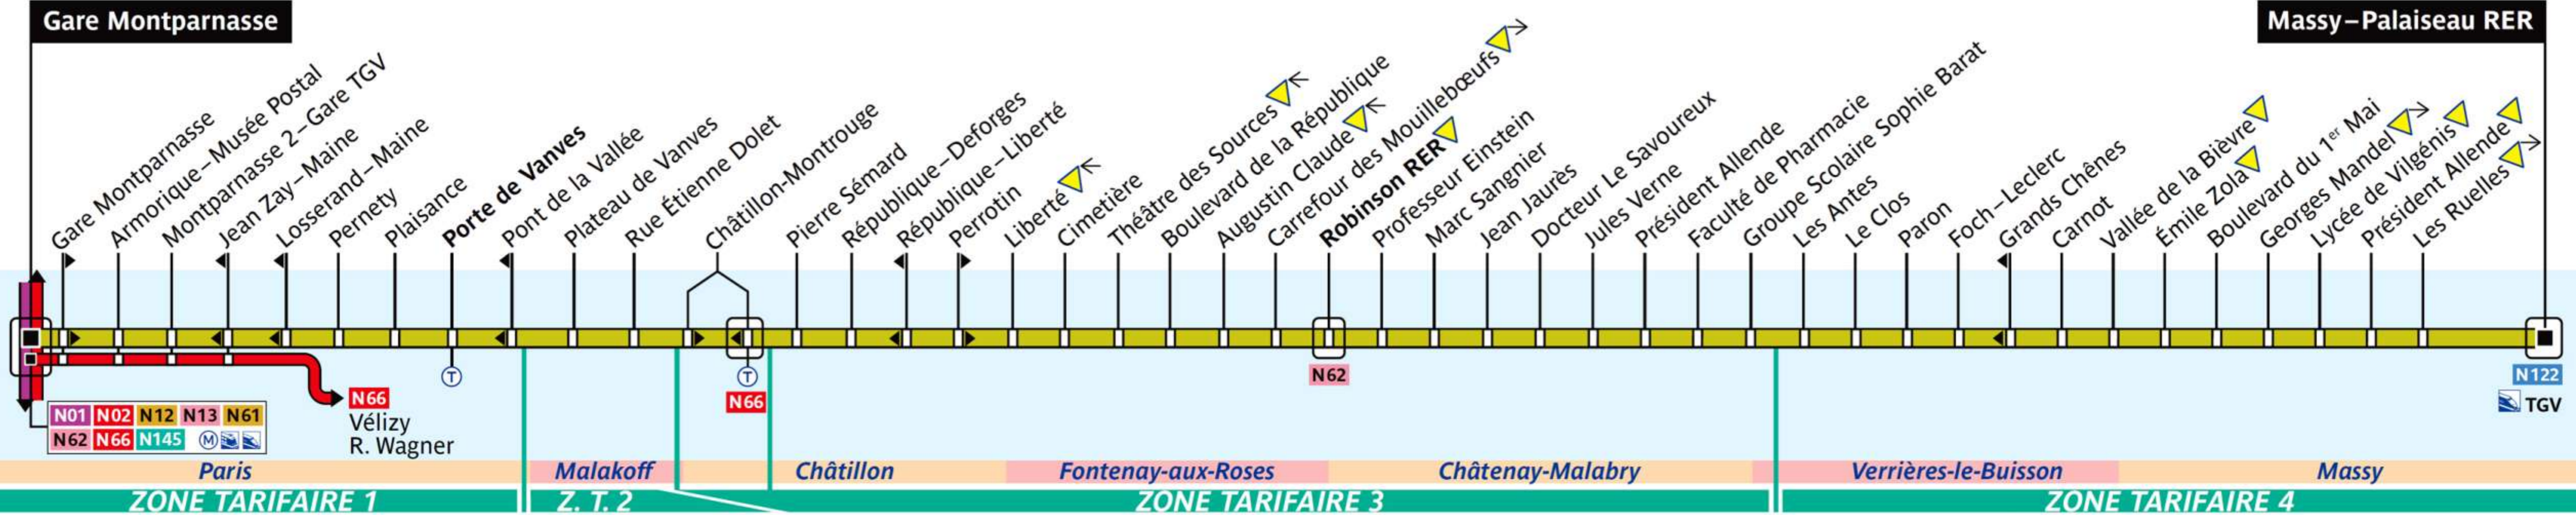 Gare Montparnasse
Massy–Palaiseau RER
Gare Montparnasse
Armorique–Musée Postal
Montparnasse 2–Gare TGV
Jean Zay–Maine
Losserand–Maine
Pernety
Plaisance
Porte de Vanves
Pont de la Vallée
Plateau de Vanves
Rue Étienne Dolet
Châtillon-Montrouge
Pierre Sémard
République–Deforges
République–Liberté
Perrotin
Liberté
Cimetière
Théâtre des Sources
Boulevard de la République
Augustin Claude
Carrefour des Mouillebœufs
Robinson RER
Professeur Einstein
Marc Sangnier
Jean Jaurès
Docteur Le Savoureux
Jules Verne
Président Allende
Faculté de Pharmacie
Groupe Scolaire Sophie Barat
Les Antes
Le Clos
Paron
Foch–Leclerc
Grands Chênes
Carnot
Vallée de la Bièvre
Émile Zola
Boulevard du 1er Mai
Georges Mandel
Lycée de Vilgénis
Président Allende
Les Ruelles
T
T
N66
N62
N122
TGV
N66
Vélizy
R. Wagner
N01 N02 N12 N13 N61
N62 N66 N145 M
Paris
Malakoff
Châtillon
Fontenay-aux-Roses
Châtenay-Malabry
Verrières-le-Buisson
Massy
ZONE TARIFAIRE 1
Z. T. 2
ZONE TARIFAIRE 3
ZONE TARIFAIRE 4